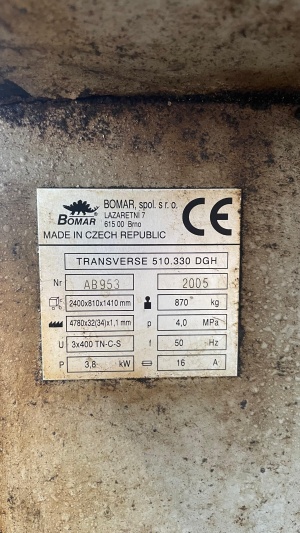 BOMAR, spol. s r. o.
LAZARETNI 7
615 00 Brno
BOMAR®
CE
MADE IN CZECH REPUBLIC
TRANSVERSE 510.330 DGH
Nr AB953 2005
2400x810x1410 mm 870 kg
4780x32(34)x1,1 mm p 4,0 MPa
U 3x400 TN-C-S f 50 Hz
P 3,8 kW 16 A